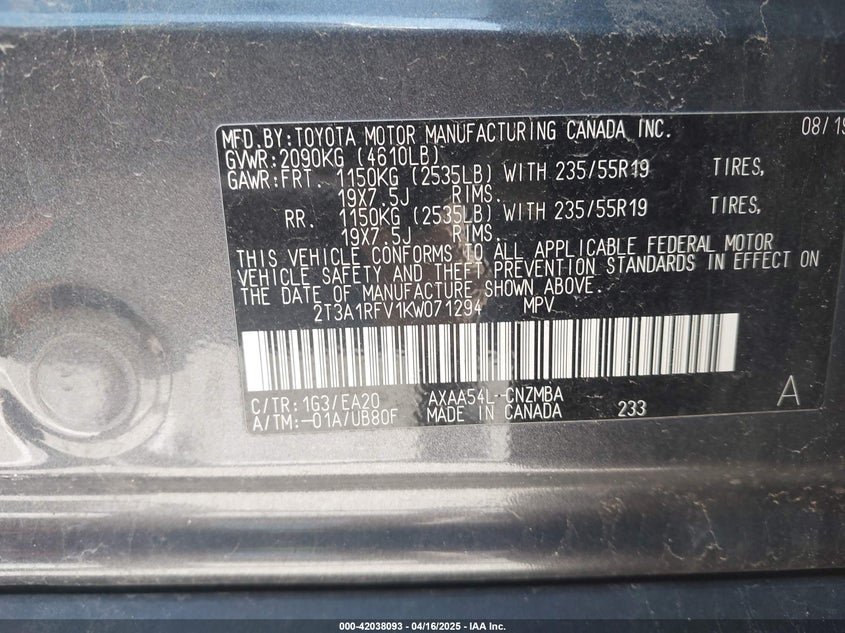 MFD.BY:TOYOTA MOTOR MANUFACTURING CANADA INC. 08/19
GVWR:2090KG (4610LB)
GAWR:FRT. 1150KG (2535LB) WITH 235/55R19 TIRES,
19X7.5J RIMS.
RR. 1150KG (2535LB) WITH 235/55R19 TIRES,
19X7.5J RIMS.
THIS VEHICLE CONFORMS TO ALL APPLICABLE FEDERAL MOTOR
VEHICLE SAFETY AND THEFT PREVENTION STANDARDS IN EFFECT ON
THE DATE OF MANUFACTURE SHOWN ABOVE.
2T3A1RFV1KW071294 MPV
C/TR:1G3/EA20 AXAA54L-CNZMBA
A/TM:-01A/UB80F MADE IN CANADA 233 A
000-42038093 - 04/16/2025 - IAA Inc.